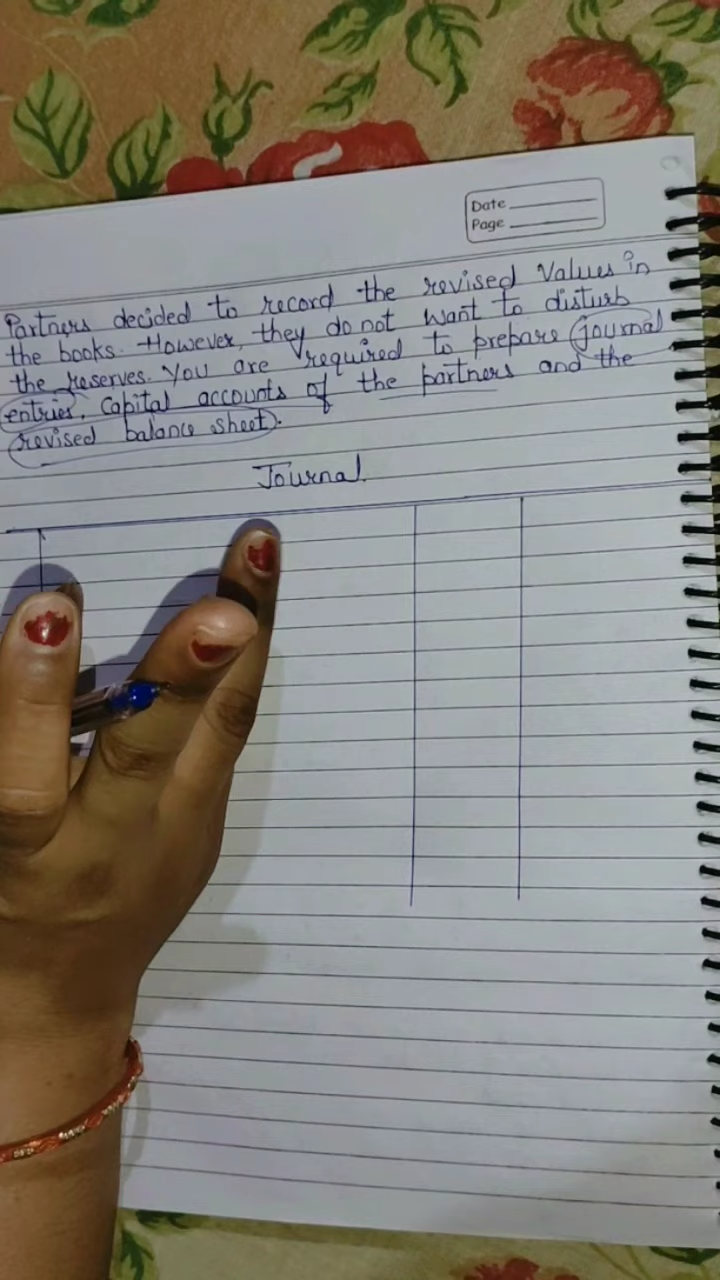 Date
Page
Partners decided to record the revised values in
the books. However, they do not want to disturb
the reserves. You are required to prepare journal
entries, Capital accounts of the partners and the
revised balance sheet.
Journal